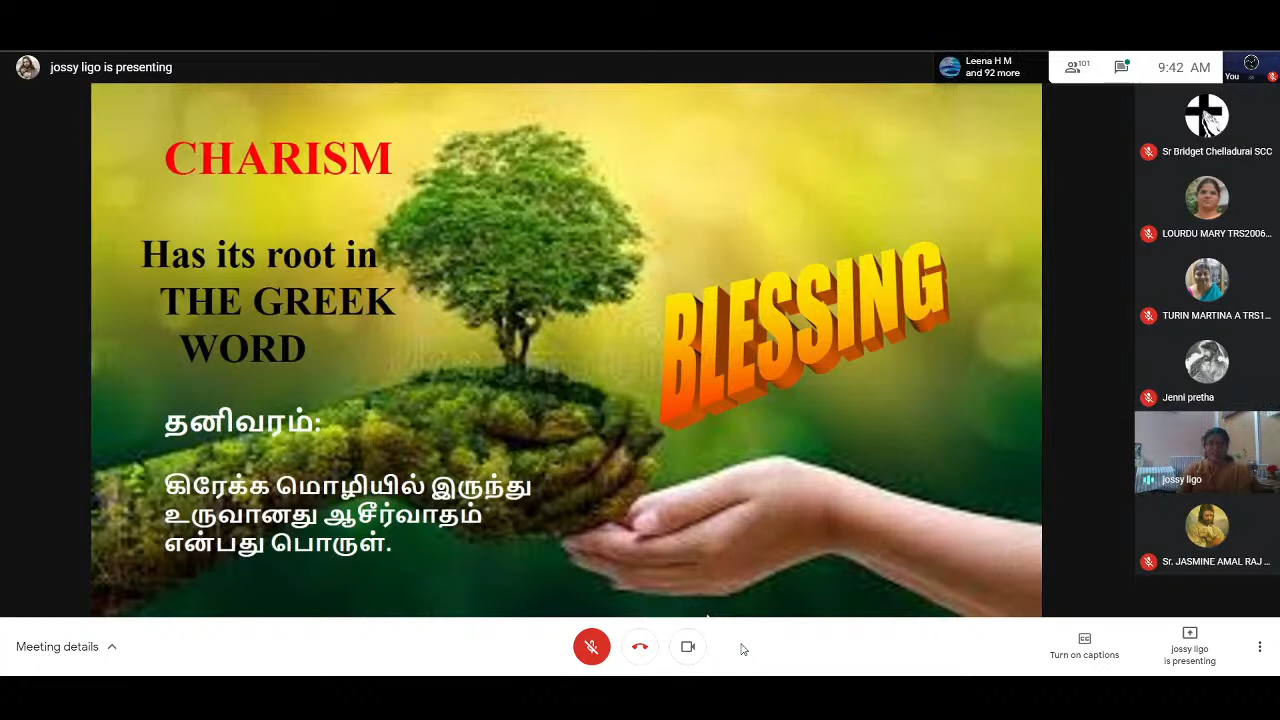 jossy ligo is presenting
Leena H M
and 92 more
101
9:42 AM
You
CHARISM
Has its root in
THE GREEK
WORD
BLESSING
தனிவரம்:
கிரேக்க மொழியில் இருந்து
உருவானது ஆசீர்வாதம்
என்பது பொருள்.
Sr Bridget Chelladurai SCC
LOURDU MARY TRS2006...
TURIN MARTINA A TRS1...
Jenni pretha
jossy ligo
Sr. JASMINE AMAL RAJ ...
Meeting details
CC
Turn on captions
jossy ligo
is presenting